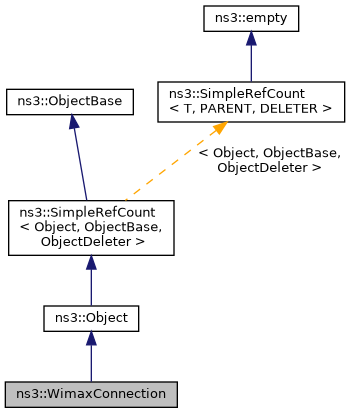 ns3::empty
ns3::ObjectBase
ns3::SimpleRefCount
< T, PARENT, DELETER >
< Object, ObjectBase,
ObjectDeleter >
ns3::SimpleRefCount
< Object, ObjectBase,
ObjectDeleter >
ns3::Object
ns3::WimaxConnection